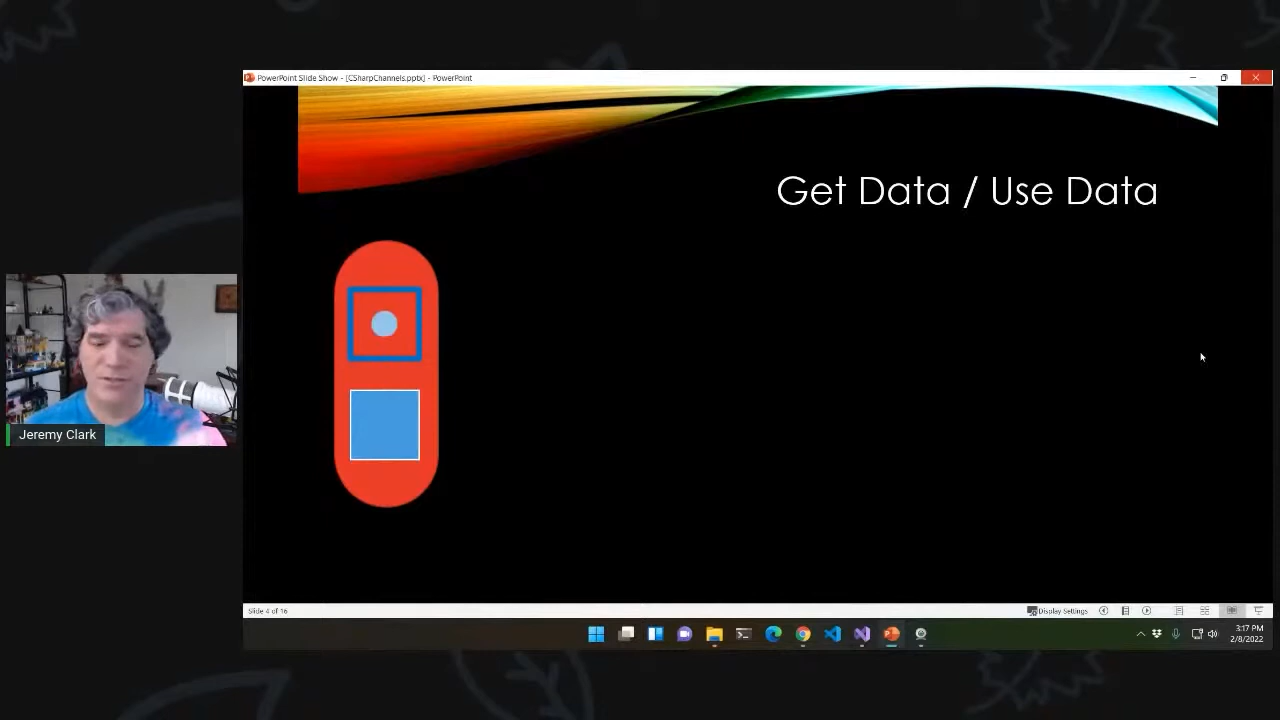 PowerPoint Slide Show - [CSharpChannels.pptx] - PowerPoint
Get Data / Use Data
Jeremy Clark
Slide 4 of 16
Display Settings
3:17 PM
2/8/2022